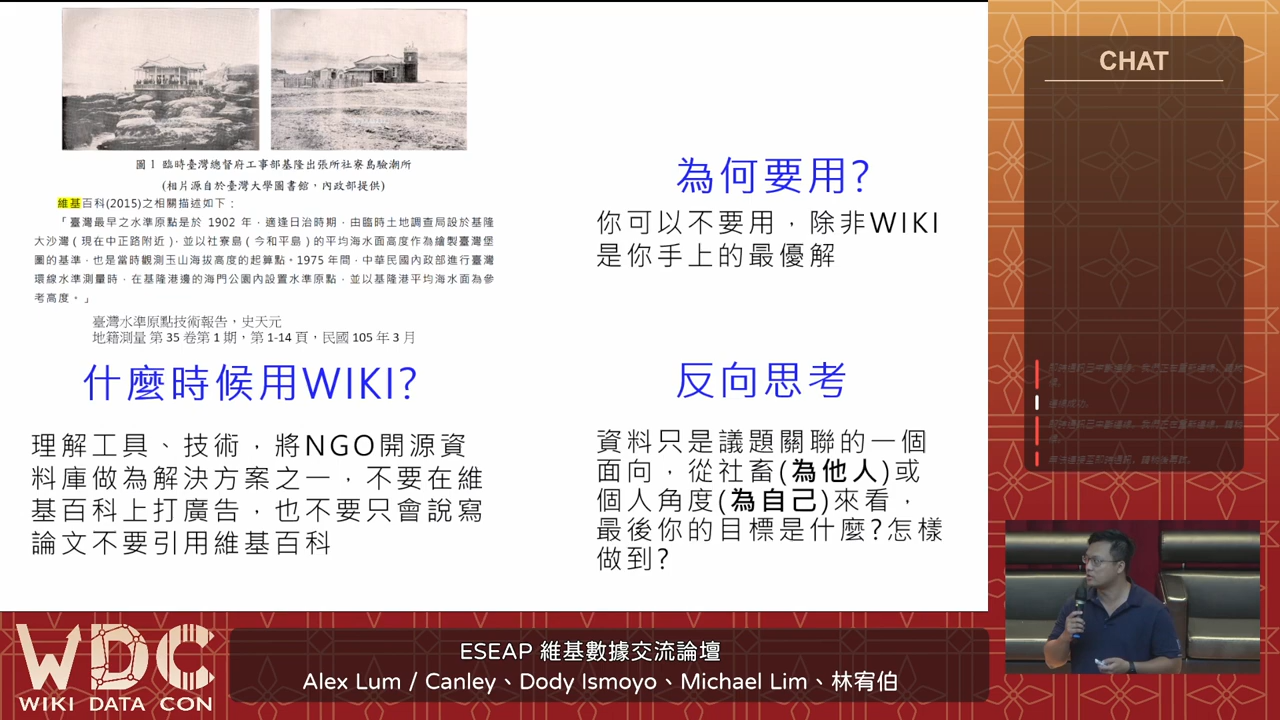 圖 1 臨時臺灣總督府工事部基隆出張所社寮島驗潮所
(相片源自於臺灣大學圖書館，內政部提供)
維基百科(2015)之相關描述如下：
「臺灣最早之水準原點是於 1902 年，適逢日治時期，由臨時土地調查局設於基隆
大沙灣（現在中正路附近），並以社寮島（今和平島）的平均海水面高度作為繪製臺灣堡
圖的基準，也是當時觀測玉山海拔高度的起算點。1975 年間，中華民國內政部進行臺灣
環線水準測量時，在基隆港邊的海門公園內設置水準原點，並以基隆港平均海水面為參
考高度。」
臺灣水準原點技術報告，史天元
地籍測量 第 35 卷第 1 期，第 1-14 頁，民國 105 年 3 月
什麼時候用WIKI?
理解工具、技術，將NGO開源資
料庫做為解決方案之一，不要在維
基百科上打廣告，也不要只會說寫
論文不要引用維基百科
為何要用?
你可以不要用，除非WIKI
是你手上的最優解
反向思考
資料只是議題關聯的一個
面向，從社畜(為他人)或
個人角度(為自己)來看，
最後你的目標是什麼?怎樣
做到?
CHAT
連線成功。
WDC
WIKI DATA CON
ESEAP 維基數據交流論壇
Alex Lum / Canley、Dody Ismoyo、Michael Lim、林宥伯